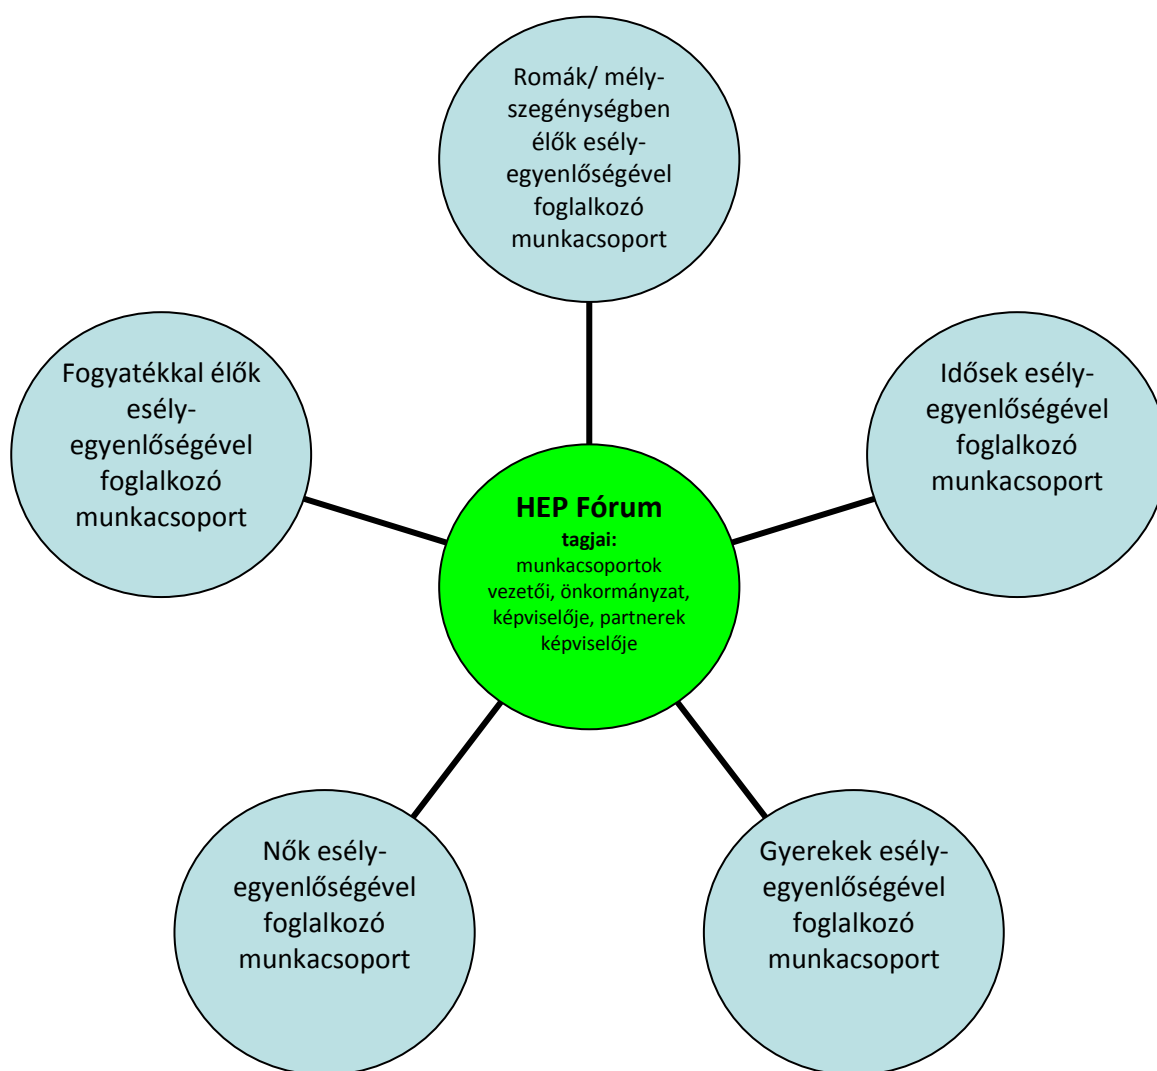 Romák/ mély-
szegénységben
élők esély-
egyenlőségével
foglalkozó
munkacsoport
Fogyatékkal élők
esély-
egyenlőségével
foglalkozó
munkacsoport
Idősek esély-
egyenlőségével
foglalkozó
munkacsoport
HEP Fórum
tagjai:
munkacsoportok
vezetői, önkormányzat,
képviselője, partnerek
képviselője
Nők esély-
egyenlőségével
foglalkozó
munkacsoport
Gyerekek esély-
egyenlőségével
foglalkozó
munkacsoport